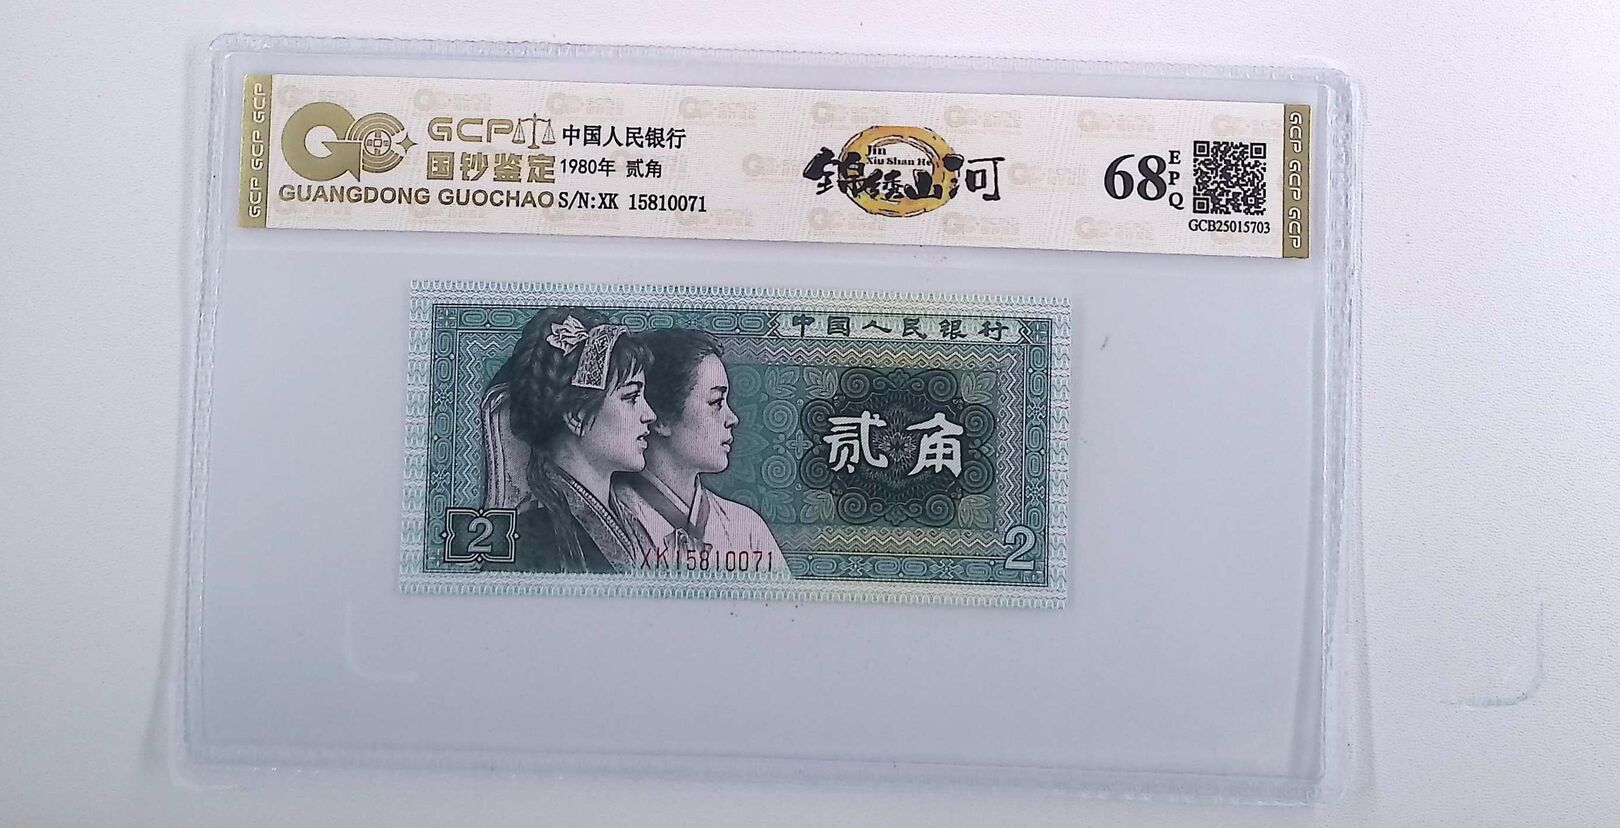 GCP GCP GCP
GCP
国钞鉴定
GUANGDONG GUOCHAO
中国人民银行
1980年 贰角
S/N:XK 15810071
Jin
Xiu Shan He
锦绣山河
68
EPQ
GCB25015703
GCP GCP GCP
中国人民银行
贰角
2
XK15810071
2